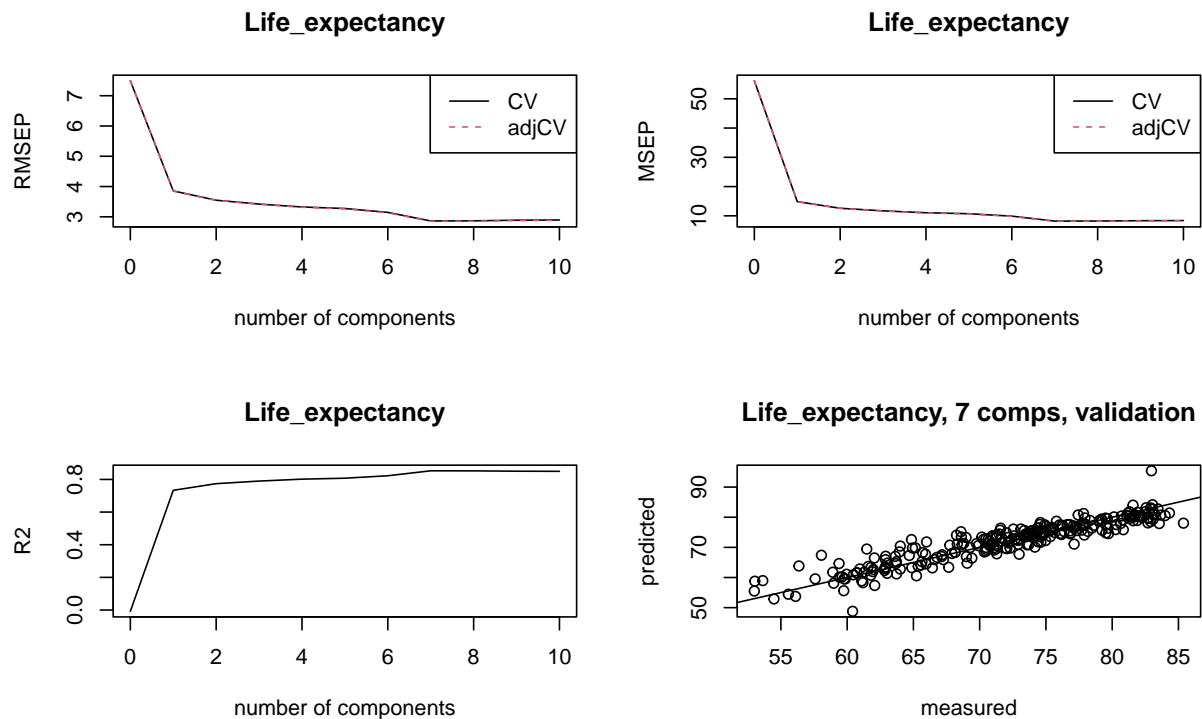 Life_expectancy
RMSEP
7
6
5
4
3
CV
adjCV
0 2 4 6 8 10
number of components
Life_expectancy
MSEP
50
30
10
CV
adjCV
0 2 4 6 8 10
number of components
Life_expectancy
R2
0.8
0.4
0.0
0 2 4 6 8 10
number of components
Life_expectancy, 7 comps, validation
predicted
90
70
50
55 60 65 70 75 80 85
measured